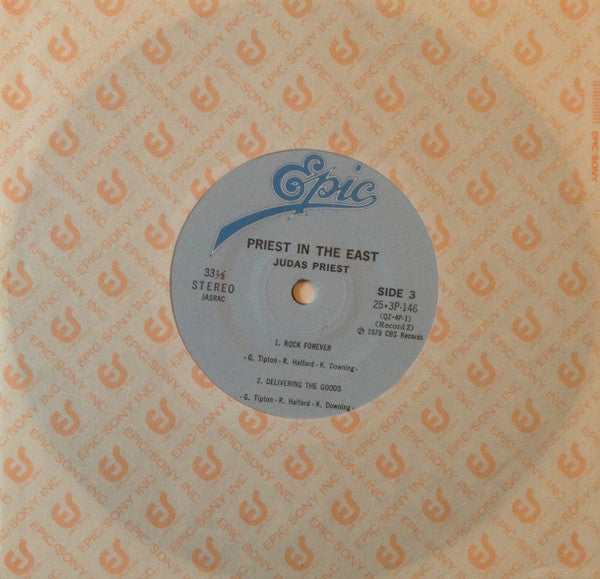 Epic
PRIEST IN THE EAST
JUDAS PRIEST
33⅓
STEREO
JASRAC
SIDE 3
25・3P-146
(QZ-4P-1)
(Record 2)
℗ 1979 CBS Records
1. ROCK FOREVER
- G. Tipton - R. Halford - K. Downing -
2. DELIVERING THE GOODS
- G. Tipton - R. Halford - K. Downing -
EPIC-SONY INC.
EPIC-SONY